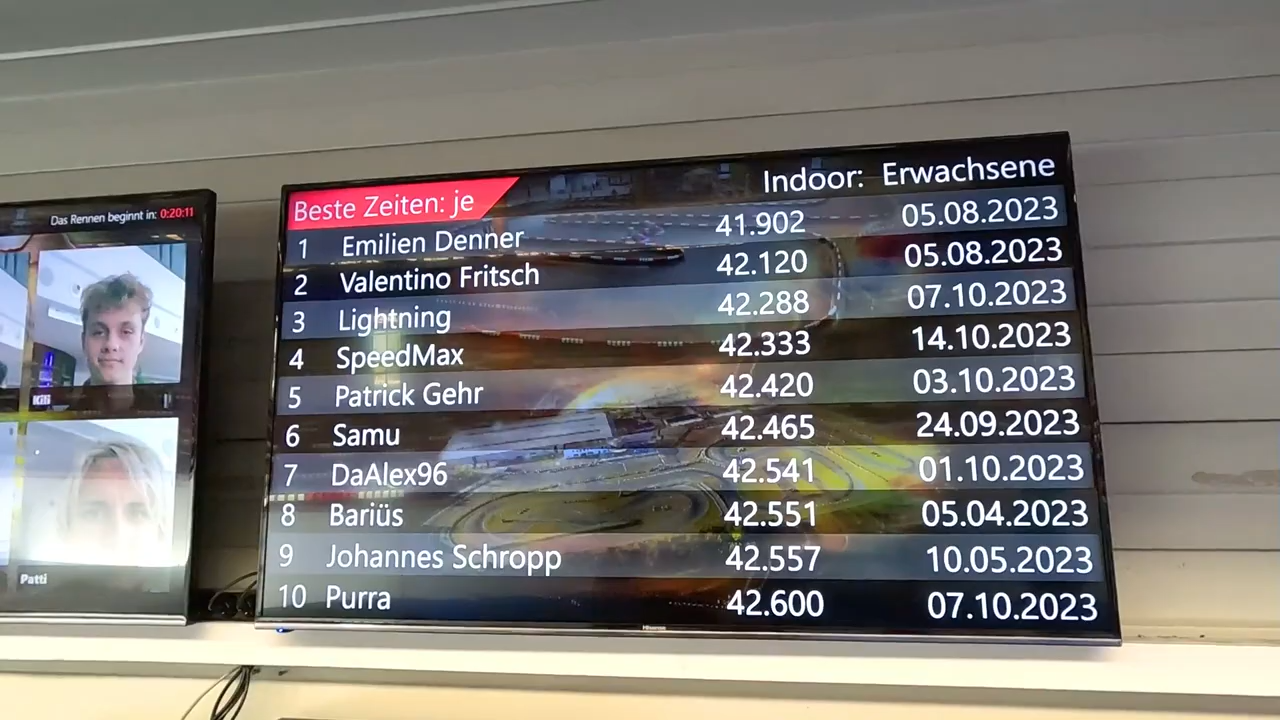 Das Rennen beginnt in: 0:20:11
Kili
Patti
Beste Zeiten: je Indoor: Erwachsene
1 Emilien Denner 41.902 05.08.2023
2 Valentino Fritsch 42.120 05.08.2023
3 Lightning 42.288 07.10.2023
4 SpeedMax 42.333 14.10.2023
5 Patrick Gehr 42.420 03.10.2023
6 Samu 42.465 24.09.2023
7 DaAlex96 42.541 01.10.2023
8 Bariüs 42.551 05.04.2023
9 Johannes Schropp 42.557 10.05.2023
10 Purra 42.600 07.10.2023
Hisense